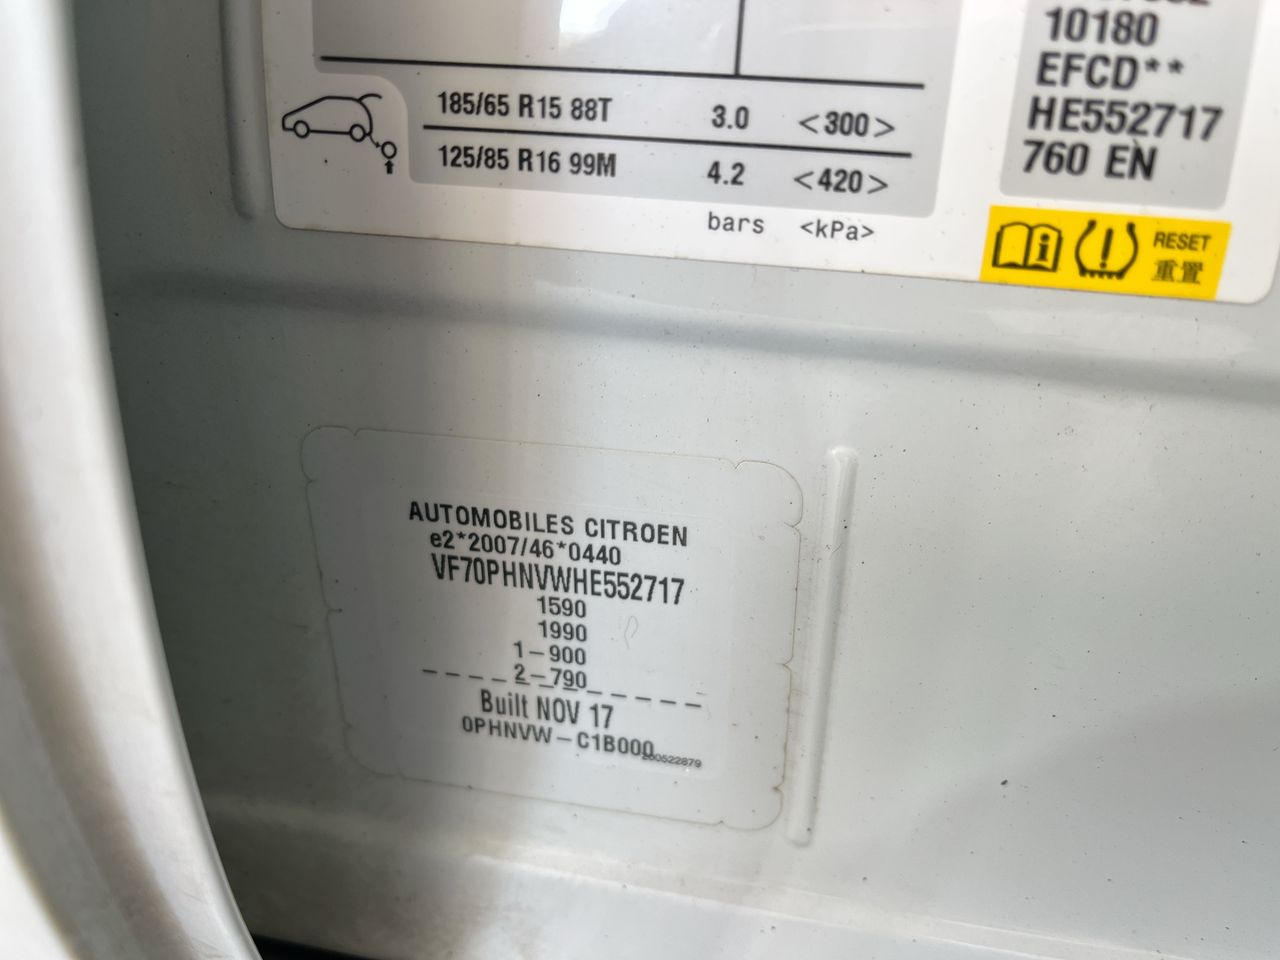 10180
EFCD**
HE552717
760 EN
185/65 R15 88T 3.0 <300>
125/85 R16 99M 4.2 <420>
bars <kPa>
RESET
重置
AUTOMOBILES CITROEN
e2*2007/46*0440
VF70PHNVWHE552717
1590
1990
1-900
2-790
Built NOV 17
0PHNVW-C1B000